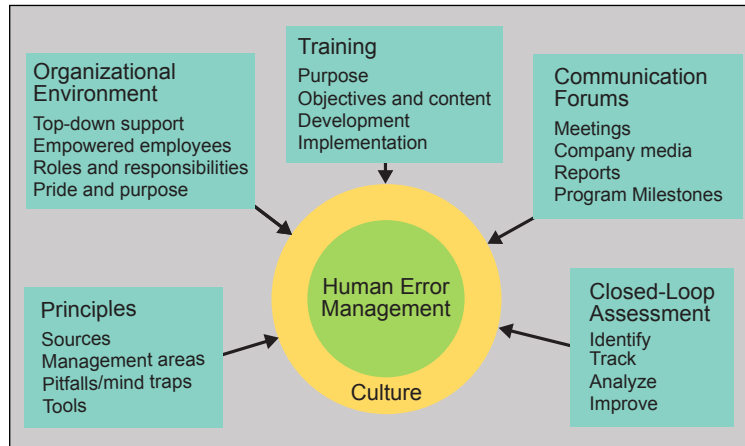 Organizational
Environment
Top-down support
Empowered employees
Roles and responsibilities
Pride and purpose
Training
Purpose
Objectives and content
Development
Implementation
Communication
Forums
Meetings
Company media
Reports
Program Milestones
Human Error
Management
Culture
Principles
Sources
Management areas
Pitfalls/mind traps
Tools
Closed-Loop
Assessment
Identify
Track
Analyze
Improve